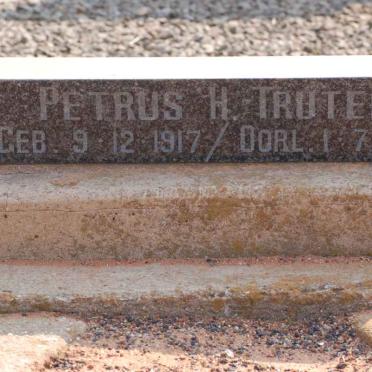 PETRUS H. TRUTE
GEB. 9. 12. 1917 / OORL. 1 7